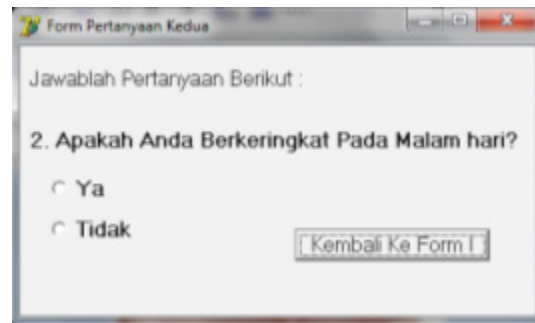 Form Pertanyaan Kedua
Jawablah Pertanyaan Berikut :
2. Apakah Anda Berkeringkat Pada Malam hari?
Ya
Tidak
Kembali Ke Form I